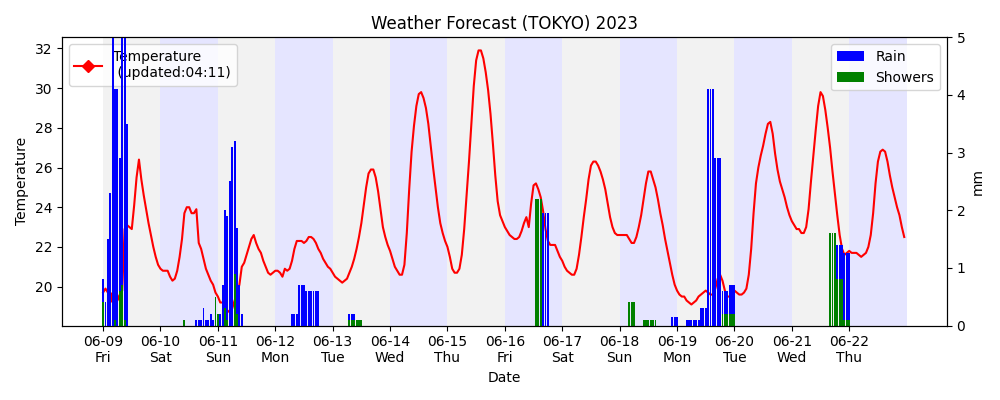 Weather Forecast (TOKYO) 2023
Temperature
(updated:04:11)
Rain
Showers
Temperature
32
30
28
26
24
22
20
5
4
3
2
1
0
mm
06-09 06-10 06-11 06-12 06-13 06-14 06-15 06-16 06-17 06-18 06-19 06-20 06-21 06-22
Fri Sat Sun Mon Tue Wed Thu Fri Sat Sun Mon Tue Wed Thu
Date